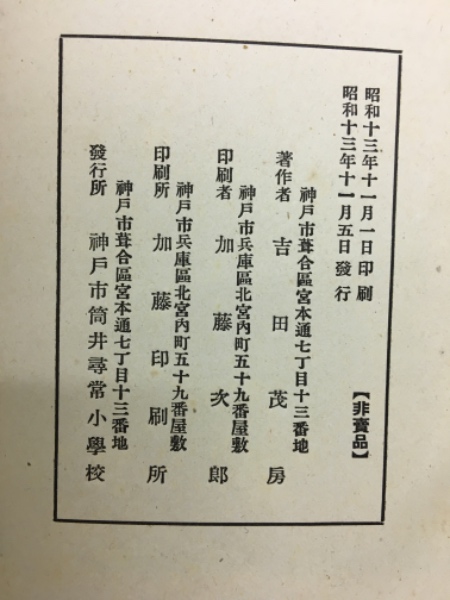 昭和十三年十一月一日印刷
昭和十三年十一月五日發行
【非賣品】
神戸市葺合區宮本通七丁目十三番地
著作者 吉田茂房
神戸市兵庫區北宮內町五十九番屋敷
印刷者 加藤次郎
神戸市兵庫區北宮內町五十九番屋敷
印刷所 加藤印刷所
神戸市葺合區宮本通七丁目十三番地
發行所 神戸市筒井尋常小學校